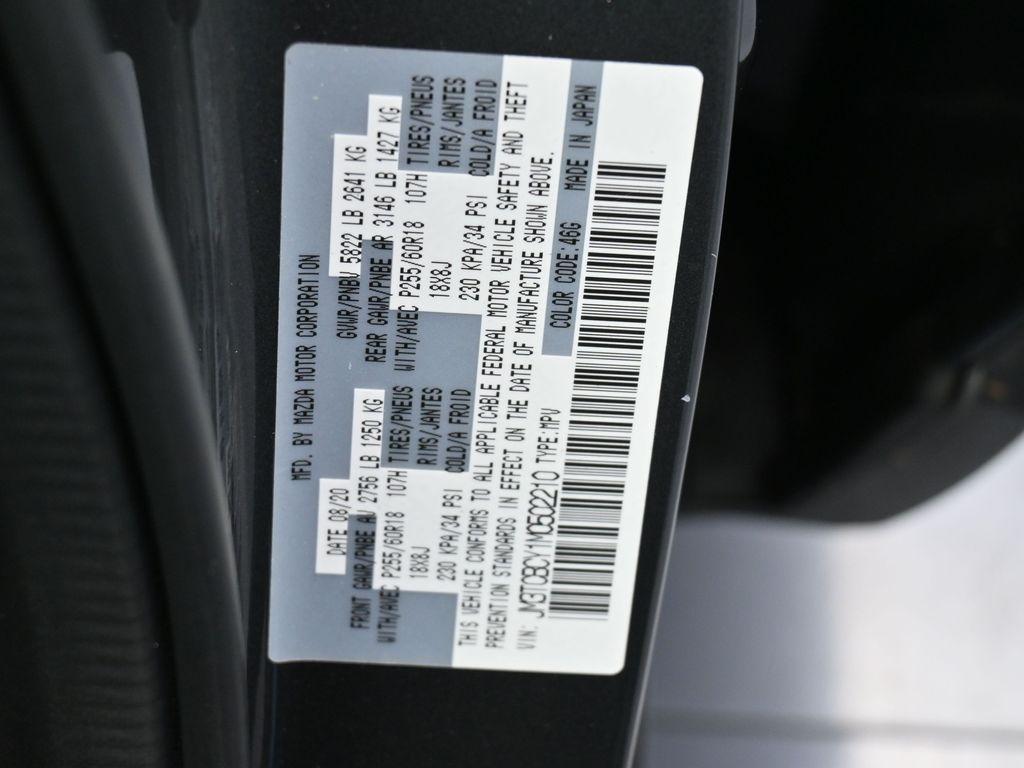 MFD. BY MAZDA MOTOR CORPORATION
DATE 08/20 GVWR/PNBV 5822 LB 2641 KG
FRONT GAWR/PNBE AV 2756 LB 1250 KG REAR GAWR/PNBE AR 3146 LB 1427 KG
WITH/AVEC P255/60R18 107H TIRES/PNEUS WITH/AVEC P255/60R18 107H TIRES/PNEUS
18X8J RIMS/JANTES 18X8J RIMS/JANTES
230 KPA/34 PSI COLD/A FROID 230 KPA/34 PSI COLD/A FROID
THIS VEHICLE CONFORMS TO ALL APPLICABLE FEDERAL MOTOR VEHICLE SAFETY AND THEFT
PREVENTION STANDARDS IN EFFECT ON THE DATE OF MANUFACTURE SHOWN ABOVE.
VIN: JM3TCBCY1M0502210 TYPE:MPV COLOR CODE:46G MADE IN JAPAN